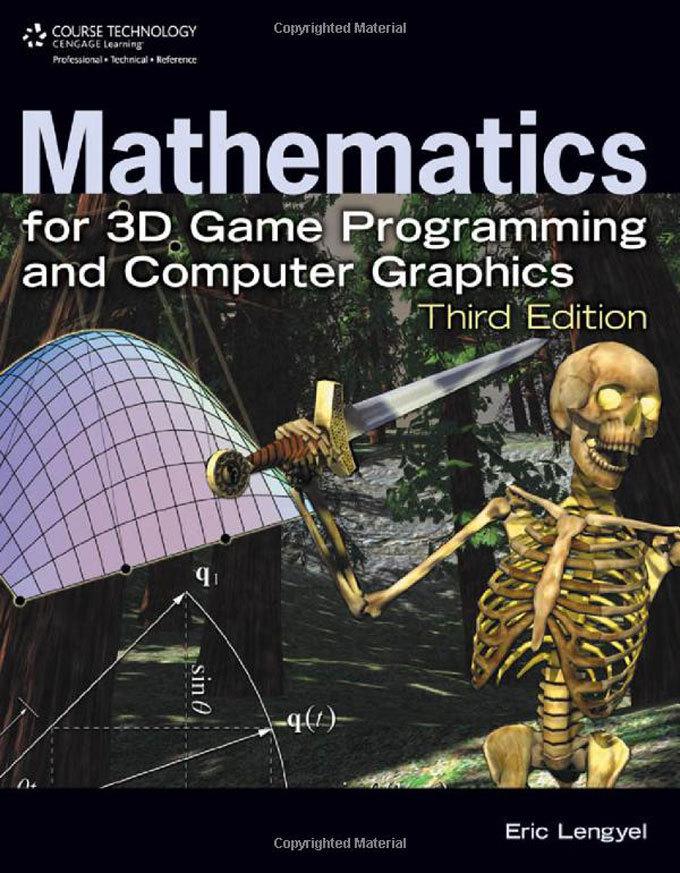 Copyrighted Material
COURSE TECHNOLOGY
CENGAGE Learning·
Professional • Technical • Reference
Mathematics
for 3D Game Programming
and Computer Graphics
Third Edition
q₁
sin θ
q(t)
Eric Lengyel
Copyrighted Material